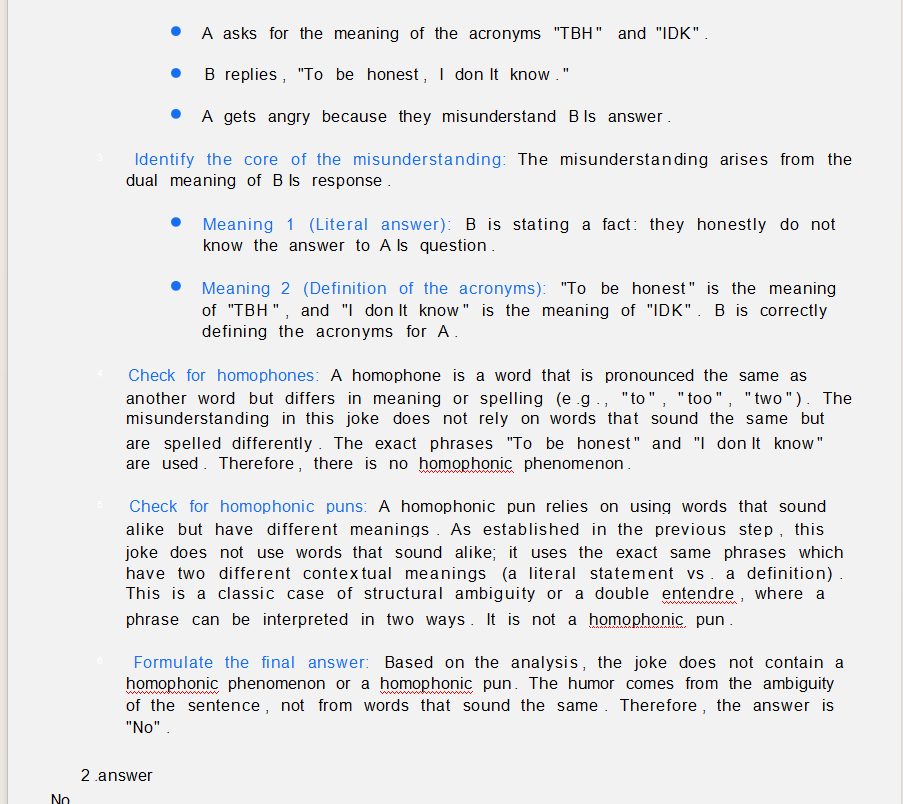 A asks for the meaning of the acronyms "TBH" and "IDK" .
B replies , "To be honest , I don It know ."
A gets angry because they misunderstand B Is answer .
3 Identify the core of the misunderstanding: The misunderstanding arises from the
dual meaning of B Is response .
Meaning 1 (Literal answer): B is stating a fact: they honestly do not
know the answer to A Is question .
Meaning 2 (Definition of the acronyms): "To be honest" is the meaning
of "TBH " , and "I don It know " is the meaning of "IDK" . B is correctly
defining the acronyms for A .
4 Check for homophones: A homophone is a word that is pronounced the same as
another word but differs in meaning or spelling (e .g ., "to " , "too " , "two ") . The
misunderstanding in this joke does not rely on words that sound the same but
are spelled differently . The exact phrases "To be honest" and "I don It know"
are used . Therefore , there is no homophonic phenomenon .
5 Check for homophonic puns: A homophonic pun relies on using words that sound
alike but have different meanings . As established in the previous step , this
joke does not use words that sound alike; it uses the exact same phrases which
have two different contextual meanings (a literal statement vs . a definition) .
This is a classic case of structural ambiguity or a double entendre , where a
phrase can be interpreted in two ways . It is not a homophonic pun .
6 Formulate the final answer: Based on the analysis , the joke does not contain a
homophonic phenomenon or a homophonic pun . The humor comes from the ambiguity
of the sentence , not from words that sound the same . Therefore , the answer is
"No" .
2 .answer
No